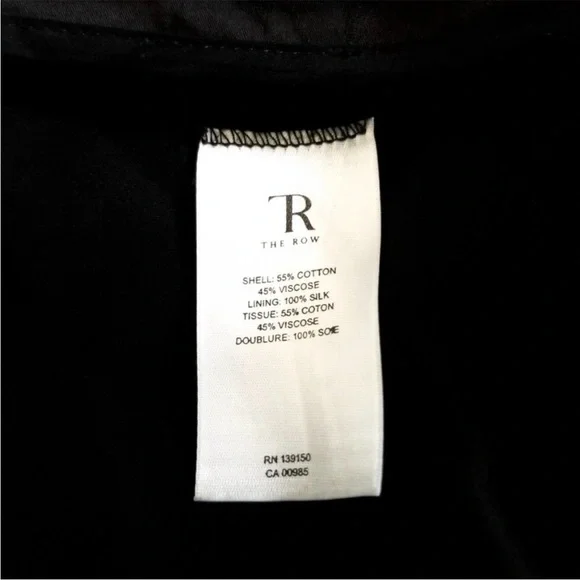 TR
THE ROW
SHELL: 55% COTTON
45% VISCOSE
LINING: 100% SILK
TISSUE: 55% COTON
45% VISCOSE
DOUBLURE: 100% SOIE
RN 139150
CA 00985